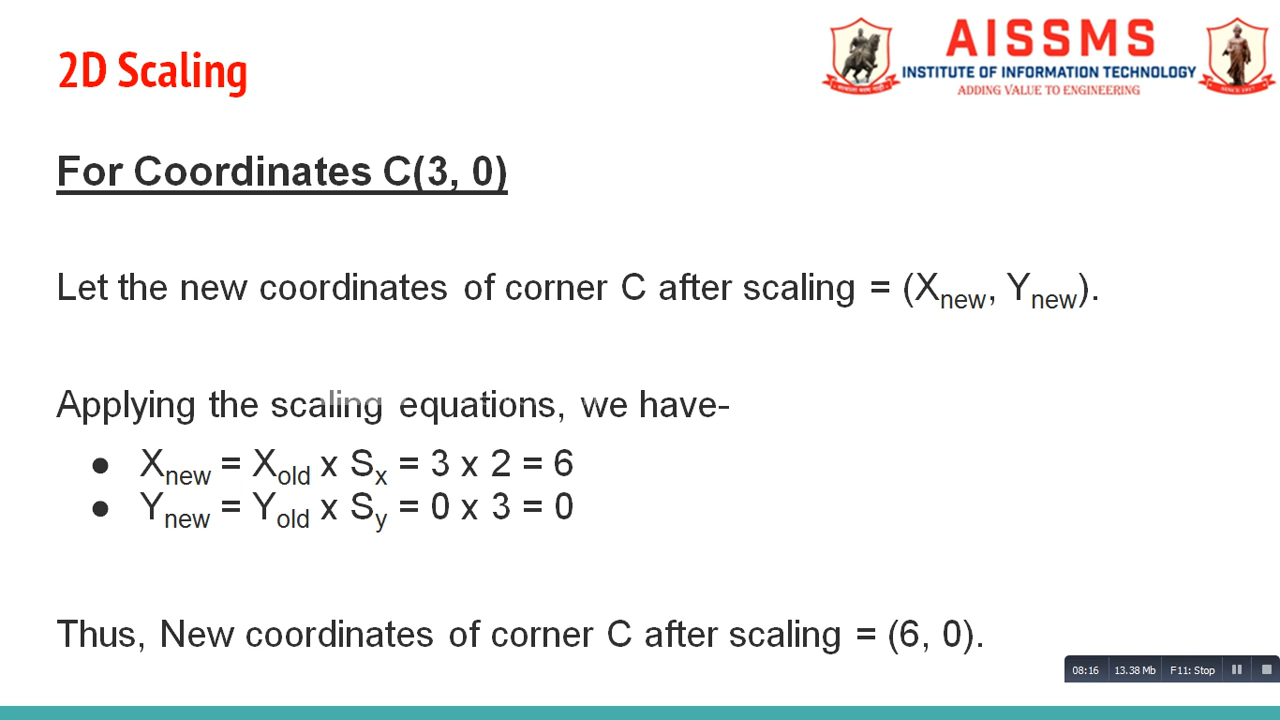 2D Scaling
AISSMS
INSTITUTE OF INFORMATION TECHNOLOGY
ADDING VALUE TO ENGINEERING
For Coordinates C(3, 0)
Let the new coordinates of corner C after scaling = (Xnew, Ynew).
Applying the scaling equations, we have-
● Xnew = Xold x Sx = 3 x 2 = 6
● Ynew = Yold x Sy = 0 x 3 = 0
Thus, New coordinates of corner C after scaling = (6, 0).
08:16 13.38 Mb F11: Stop